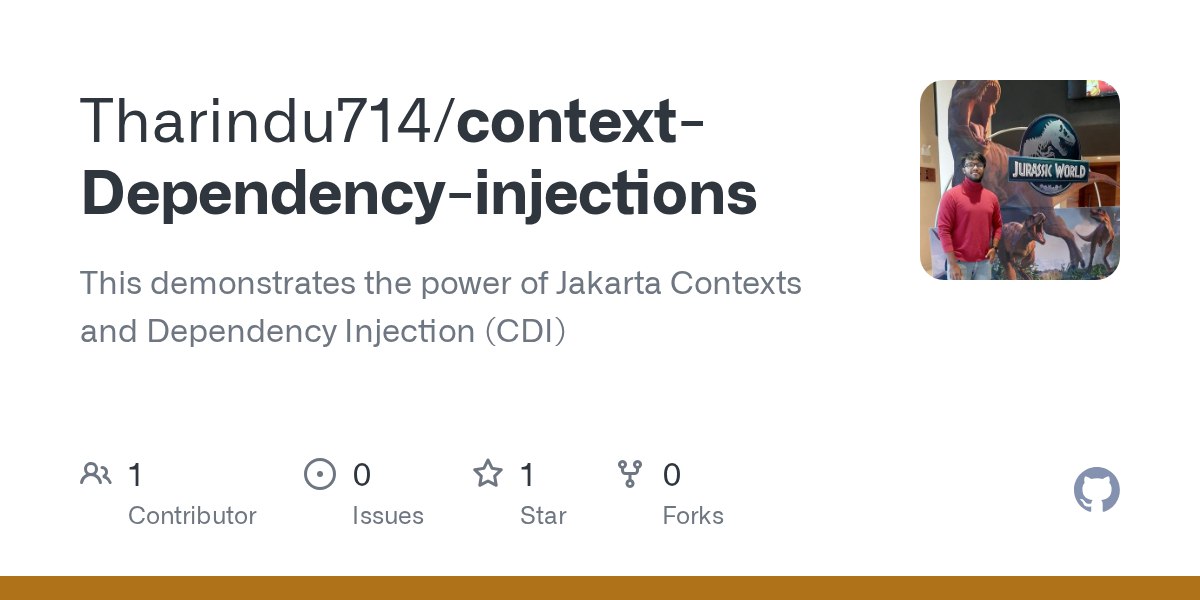 Tharindu714/context-
Dependency-injections
This demonstrates the power of Jakarta Contexts
and Dependency Injection (CDI)
JURASSIC WORLD
1
Contributor
0
Issues
1
Star
0
Forks